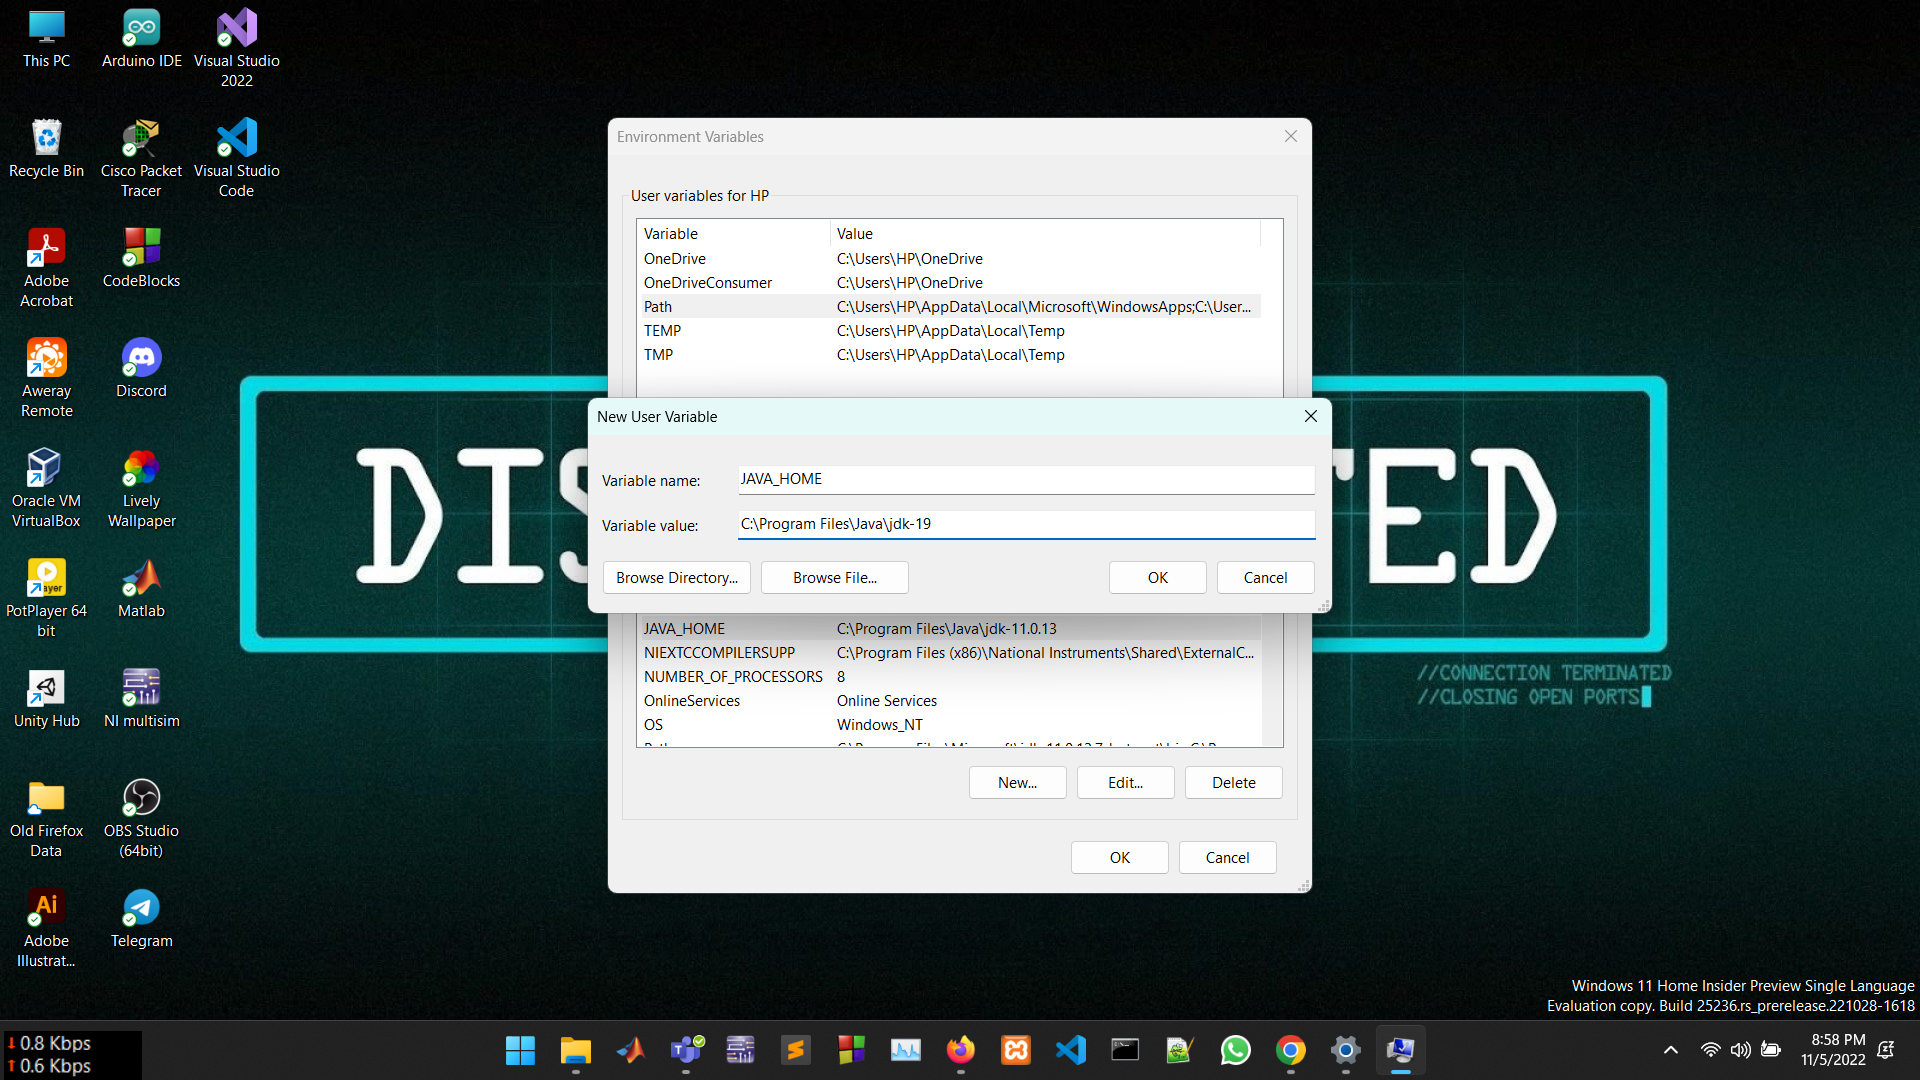 This PC
Arduino IDE
Visual Studio
2022
Recycle Bin
Cisco Packet
Tracer
Visual Studio
Code
Adobe
Acrobat
CodeBlocks
Aweray
Remote
Discord
Oracle VM
VirtualBox
Lively
Wallpaper
PotPlayer 64
bit
Matlab
Unity Hub
NI multisim
Old Firefox
Data
OBS Studio
(64bit)
Adobe
Illustrat...
Telegram
Environment Variables
User variables for HP
Variable Value
OneDrive C:\Users\HP\OneDrive
OneDriveConsumer C:\Users\HP\OneDrive
Path C:\Users\HP\AppData\Local\Microsoft\WindowsApps;C:\User...
TEMP C:\Users\HP\AppData\Local\Temp
TMP C:\Users\HP\AppData\Local\Temp
New User Variable
Variable name: JAVA_HOME
Variable value: C:\Program Files\Java\jdk-19
Browse Directory... Browse File... OK Cancel
JAVA_HOME C:\Program Files\Java\jdk-11.0.13
NIEXTCCOMPILERSUPP C:\Program Files (x86)\National Instruments\Shared\ExternalC...
NUMBER_OF_PROCESSORS 8
OnlineServices Online Services
OS Windows_NT
New... Edit... Delete
OK Cancel
DIS
ED
//CONNECTION TERMINATED
//CLOSING OPEN PORTS
Windows 11 Home Insider Preview Single Language
Evaluation copy. Build 25236.rs_prerelease.221028-1618
0.8 Kbps
0.6 Kbps
8:58 PM
11/5/2022